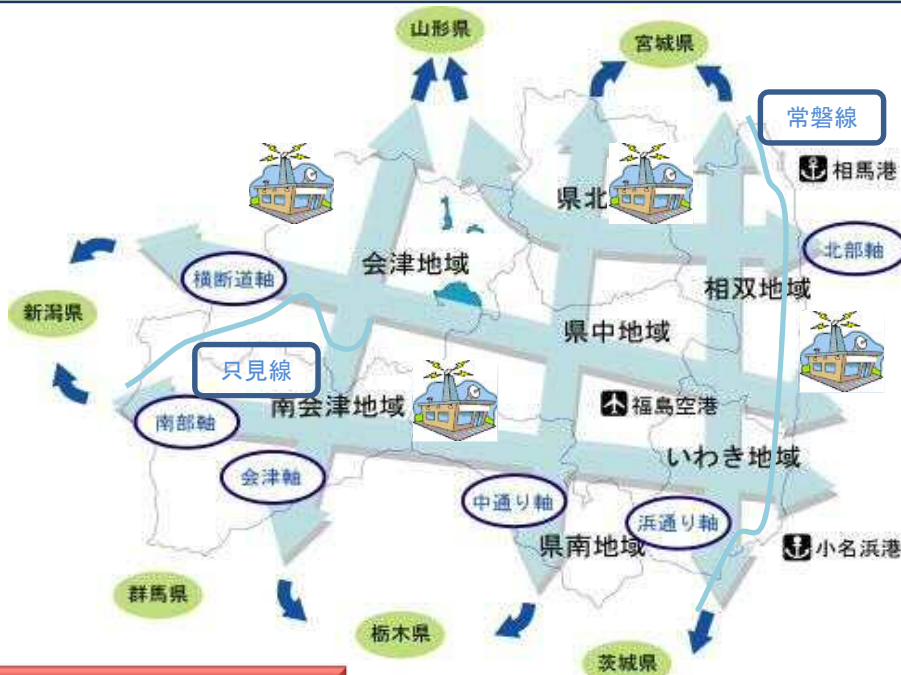 山形県
宮城県
常磐線
相馬港
県北
北部軸
会津地域
横断道軸
相双地域
新潟県
県中地域
只見線
南会津地域
福島空港
南部軸
いわき地域
会津軸
中通り軸
浜通り軸
県南地域
小名浜港
群馬県
栃木県
茨城県